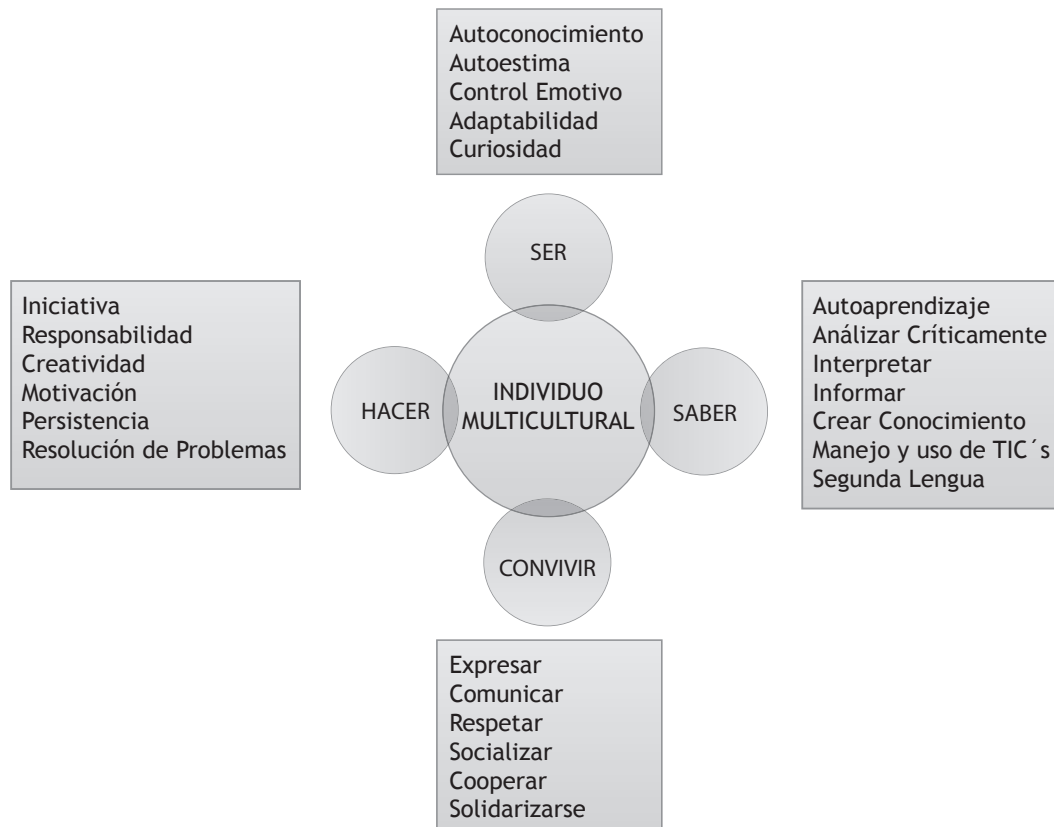 Autoconocimiento
Autoestima
Control Emotivo
Adaptabilidad
Curiosidad
SER
Iniciativa
Responsabilidad
Creatividad
Motivación
Persistencia
Resolución de Problemas
HACER
INDIVIDUO
MULTICULTURAL
SABER
Autoaprendizaje
Análizar Críticamente
Interpretar
Informar
Crear Conocimiento
Manejo y uso de TIC´s
Segunda Lengua
CONVIVIR
Expresar
Comunicar
Respetar
Socializar
Cooperar
Solidarizarse